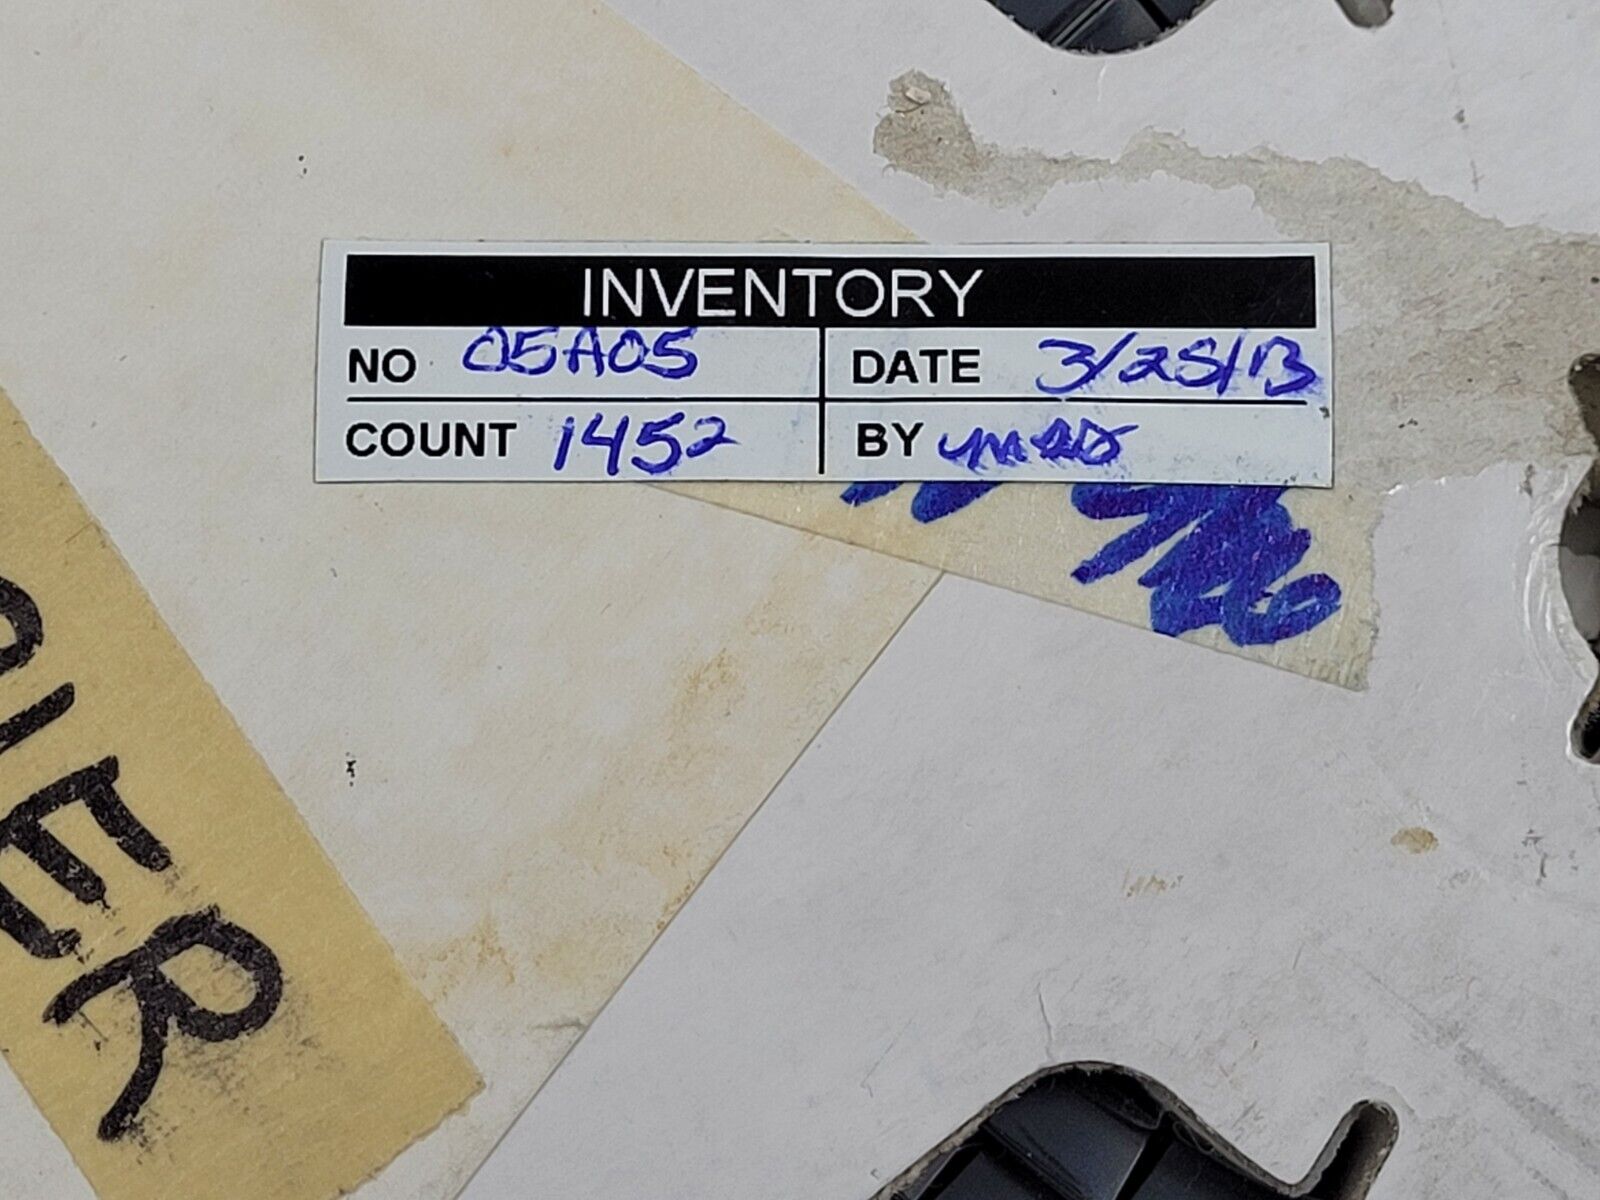 INVENTORY
NO 05A05
DATE 3/25/13
COUNT 1452
BY
IER